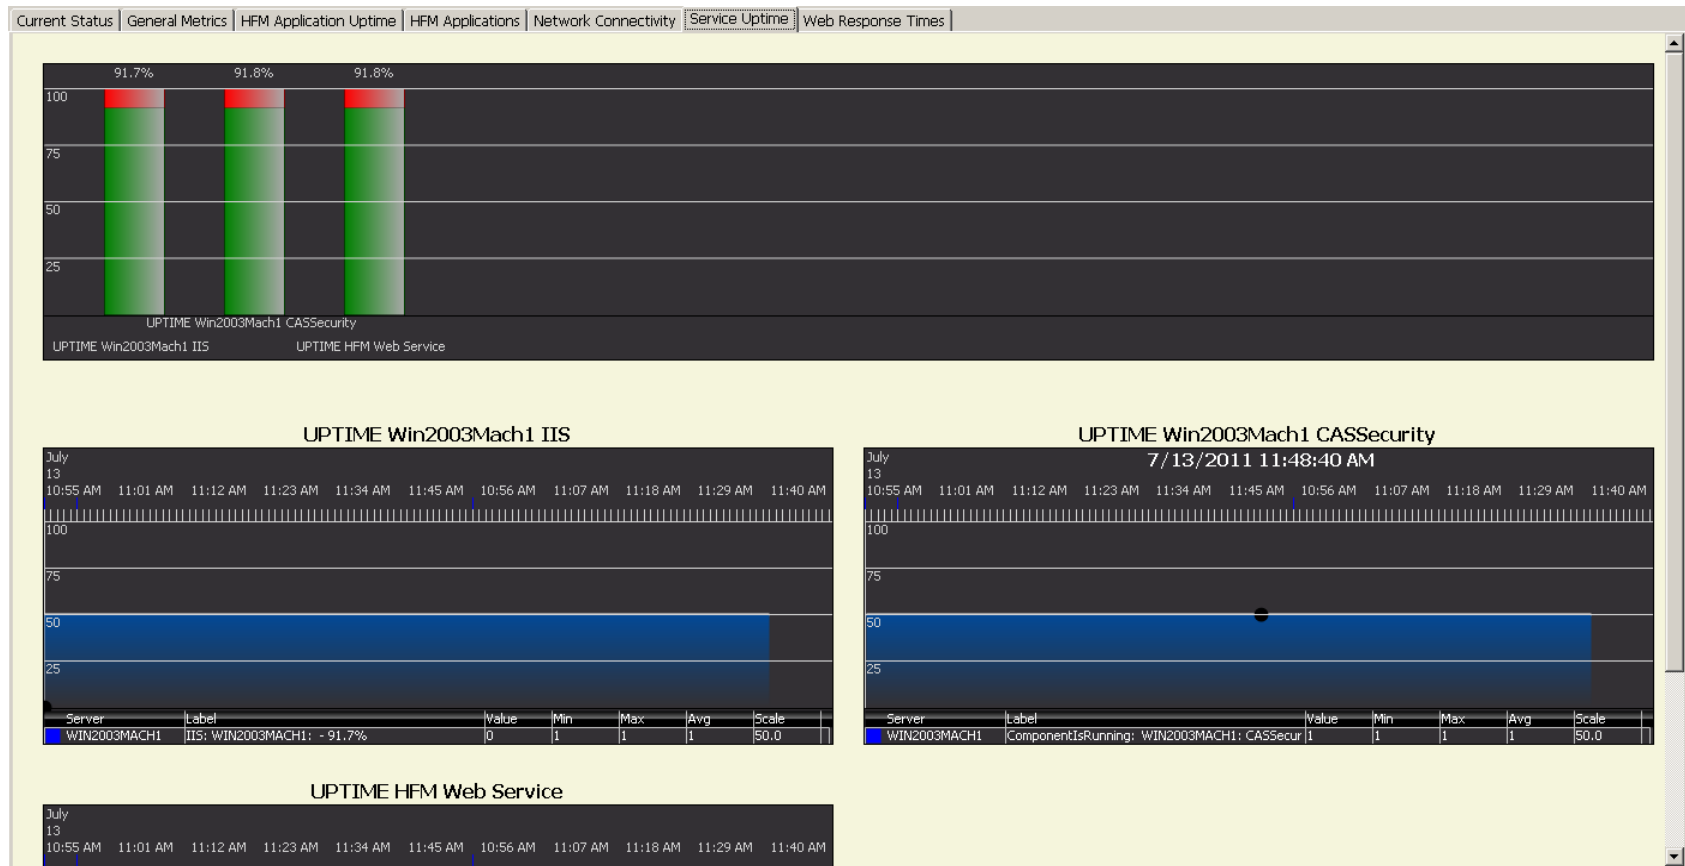 Current Status General Metrics HFM Application Uptime HFM Applications Network Connectivity Service Uptime Web Response Times
91.7% 91.8% 91.8%
100
75
50
25
UPTIME Win2003Mach1 CASSecurity
UPTIME Win2003Mach1 IIS UPTIME HFM Web Service
UPTIME Win2003Mach1 IIS
July
13
10:55 AM 11:01 AM 11:12 AM 11:23 AM 11:34 AM 11:45 AM 10:56 AM 11:07 AM 11:18 AM 11:29 AM 11:40 AM
100
75
50
25
Server Label Value Min Max Avg Scale
WIN2003MACH1 IIS: WIN2003MACH1: - 91.7% 0 1 1 1 50.0
UPTIME Win2003Mach1 CASSecurity
July
7/13/2011 11:48:40 AM
13
10:55 AM 11:01 AM 11:12 AM 11:23 AM 11:34 AM 11:45 AM 10:56 AM 11:07 AM 11:18 AM 11:29 AM 11:40 AM
100
75
50
25
Server Label Value Min Max Avg Scale
WIN2003MACH1 ComponentIsRunning: WIN2003MACH1: CASSecur 1 1 1 1 50.0
UPTIME HFM Web Service
July
13
10:55 AM 11:01 AM 11:12 AM 11:23 AM 11:34 AM 11:45 AM 10:56 AM 11:07 AM 11:18 AM 11:29 AM 11:40 AM